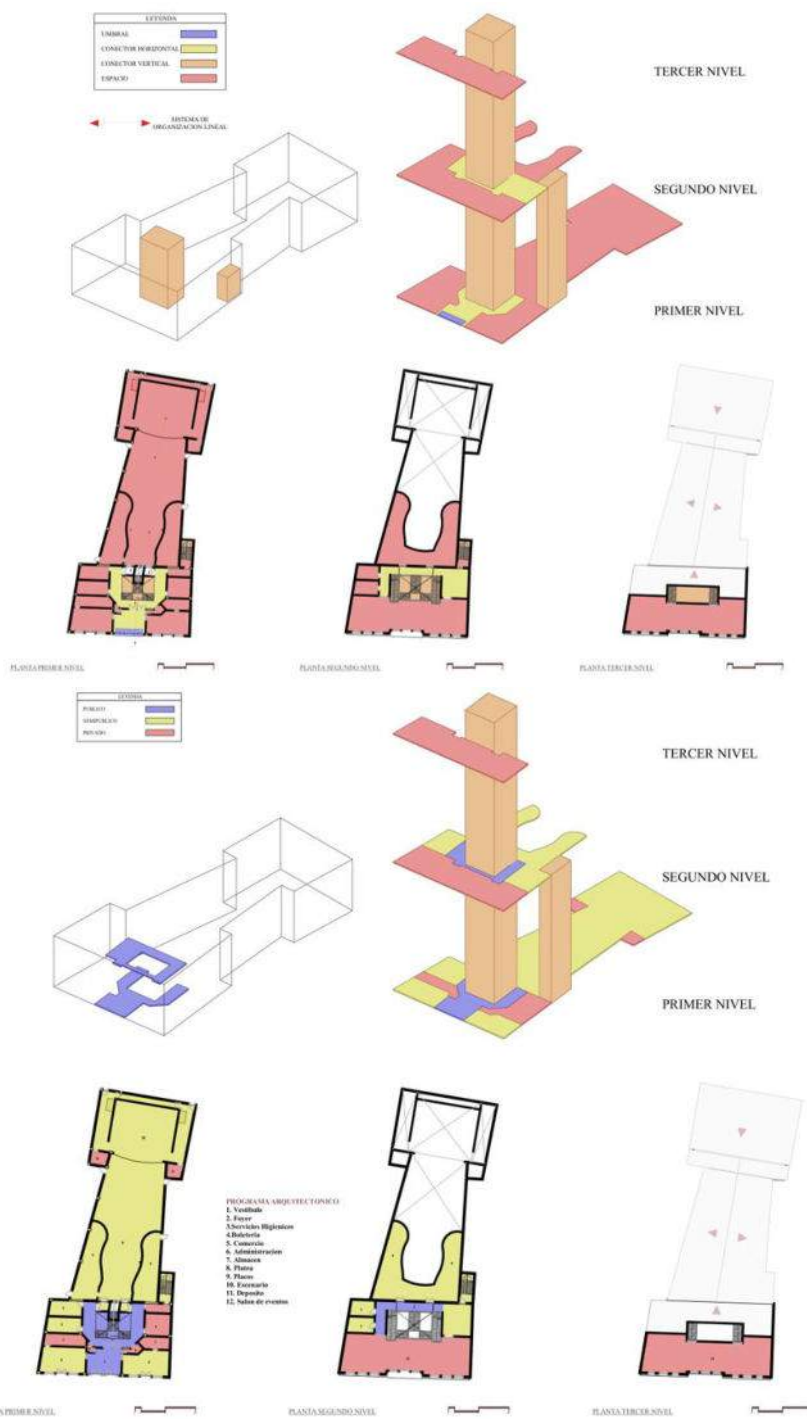 LEYENDA
UMBRAL
CONECTOR HORIZONTAL
CONECTOR VERTICAL
ESPACIO
SISTEMA DE
ORGANIZACION LINEAL
TERCER NIVEL
SEGUNDO NIVEL
PRIMER NIVEL
PLANTA PRIMER NIVEL
PLANTA SEGUNDO NIVEL
PLANTA TERCER NIVEL
LEYENDA
PUBLICO
SEMIPUBLICO
PRIVADO
TERCER NIVEL
SEGUNDO NIVEL
PRIMER NIVEL
PROGRAMA ARQUITECTONICO
1. Vestibulo
2. Foyer
3.Servicios Higienicos
4.Boleteria
5. Comercio
6. Administracion
7. Almacen
8. Platea
9. Placos
10. Escenario
11. Deposito
12. Salon de eventos
A PRIMER NIVEL
PLANTA SEGUNDO NIVEL
PLANTA TERCER NIVEL